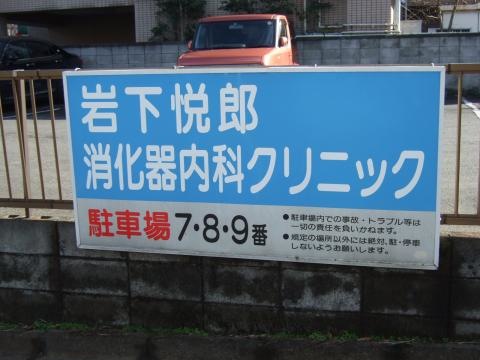 岩下悦郎
消化器内科クリニック
駐車場7・8・9番
●駐車場内での事故・トラブル等は
一切の責任を負いかねます。
●規定の場所以外には絶対、駐・停車
しないようお願いします。